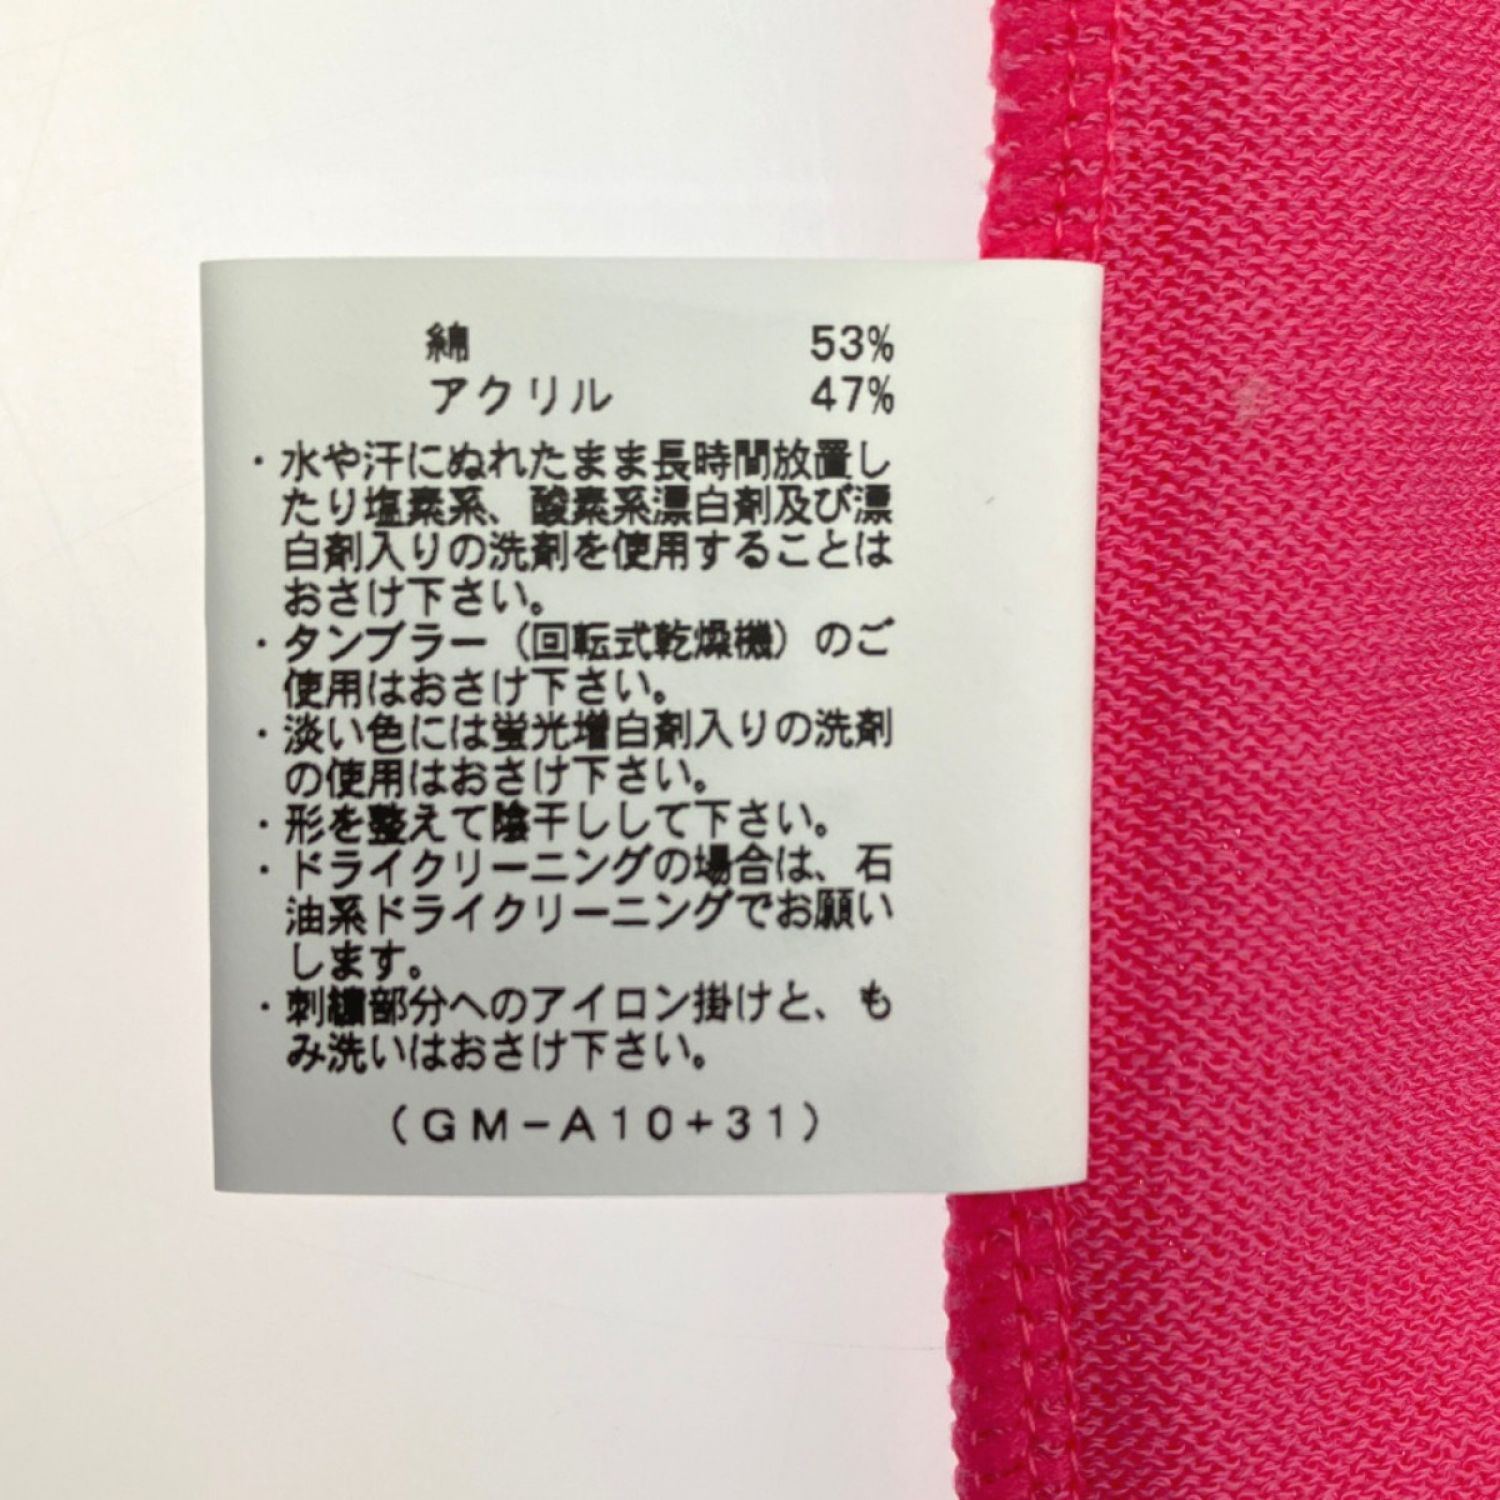 綿 53%
アクリル 47%
・水や汗にぬれたまま長時間放置し
たり塩素系、酸素系漂白剤及び漂
白剤入りの洗剤を使用することは
おさけ下さい。
・タンブラー（回転式乾燥機）のご
使用はおさけ下さい。
・淡い色には蛍光増白剤入りの洗剤
の使用はおさけ下さい。
・形を整えて陰干しして下さい。
・ドライクリーニングの場合は、石
油系ドライクリーニングでお願い
します。
・刺繍部分へのアイロン掛けと、も
み洗いはおさけ下さい。
（GM－A10＋31）